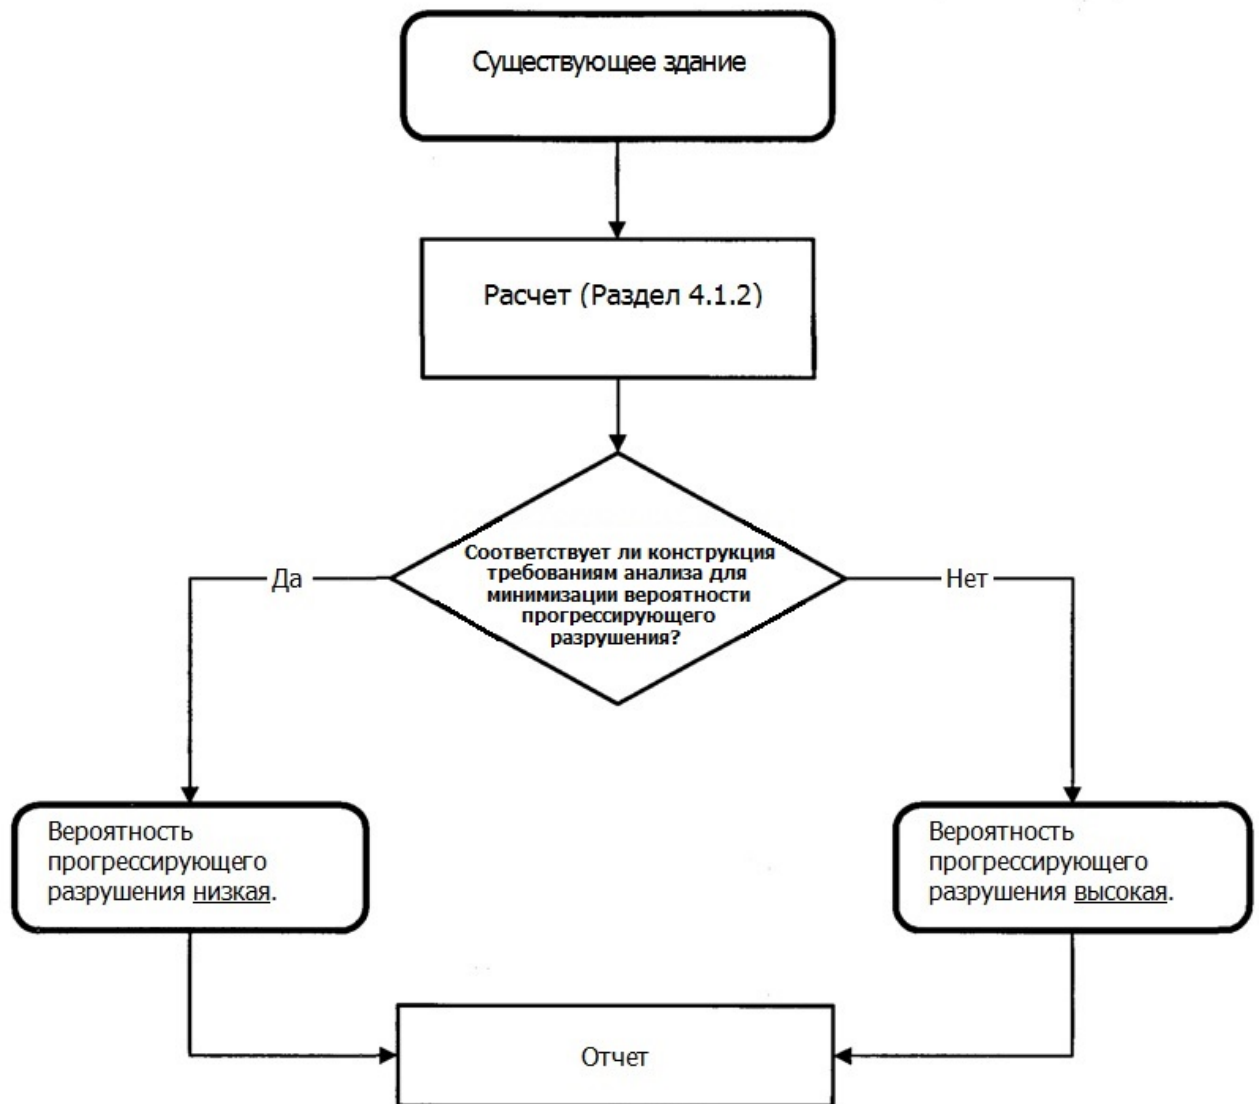 Существующее здание
Расчет (Раздел 4.1.2)
Соответствует ли конструкция
требованиям анализа для
минимизации вероятности
прогрессирующего
разрушения?
Да
Нет
Вероятность
прогрессирующего
разрушения низкая.
Вероятность
прогрессирующего
разрушения высокая.
Отчет